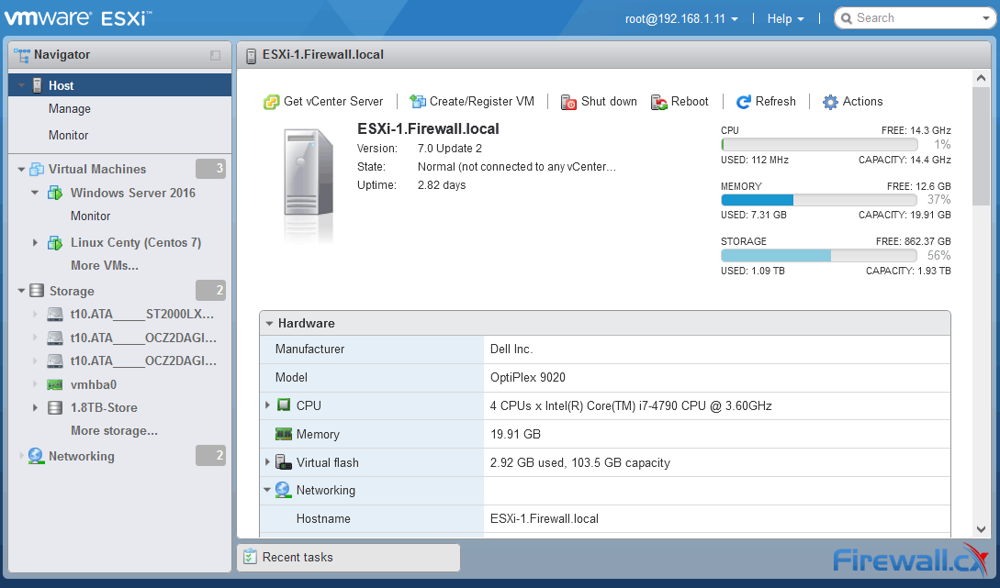 vmware® ESXi™
root@192.168.1.11 | Help | Search
Navigator
Host
Manage
Monitor
Virtual Machines 3
Windows Server 2016
Monitor
Linux Centy (Centos 7)
More VMs...
Storage 2
t10.ATA_____ST2000LX...
t10.ATA_____OCZ2DAGI...
t10.ATA_____OCZ2DAGI...
vmhba0
1.8TB-Store
More storage...
Networking 2
ESXi-1.Firewall.local
Get vCenter Server | Create/Register VM | Shut down Reboot | Refresh | Actions
ESXi-1.Firewall.local
Version: 7.0 Update 2
State: Normal (not connected to any vCenter...
Uptime: 2.82 days
CPU FREE: 14.3 GHz
1%
USED: 112 MHz CAPACITY: 14.4 GHz
MEMORY FREE: 12.6 GB
37%
USED: 7.31 GB CAPACITY: 19.91 GB
STORAGE FREE: 862.37 GB
56%
USED: 1.09 TB CAPACITY: 1.93 TB
Hardware
Manufacturer Dell Inc.
Model OptiPlex 9020
CPU 4 CPUs x Intel(R) Core(TM) i7-4790 CPU @ 3.60GHz
Memory 19.91 GB
Virtual flash 2.92 GB used, 103.5 GB capacity
Networking
Hostname ESXi-1.Firewall.local
Recent tasks
Firewall.cx